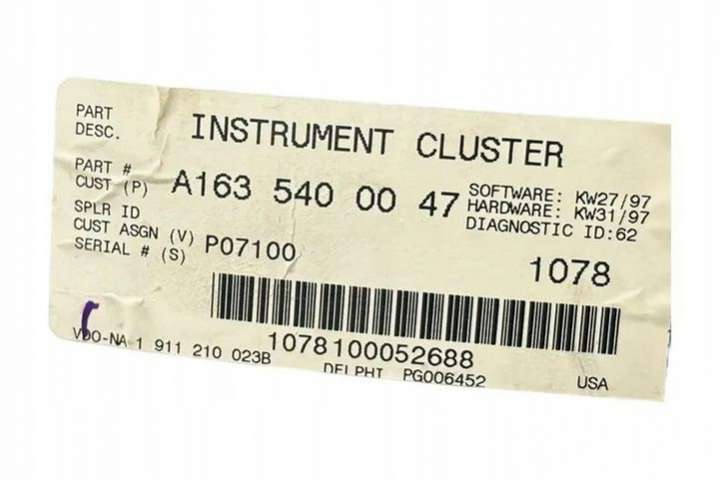 PART DESC. INSTRUMENT CLUSTER
PART # CUST (P) A163 540 00 47
SOFTWARE: KW27/97
HARDWARE: KW31/97
DIAGNOSTIC ID:62
SPLR ID
CUST ASGN (V) P07100
SERIAL # (S)
1078
1078100052688
VDO-NA 1 911 210 023B
DELPHI PG006452 USA